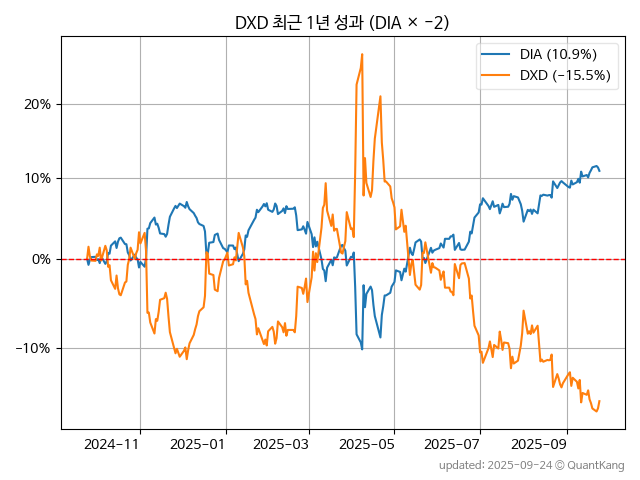 DXD 최근 1년 성과 (DIA × −2)
DIA (10.9%)
DXD (−15.5%)
20%
10%
0%
−10%
2024-11 2025-01 2025-03 2025-05 2025-07 2025-09
updated: 2025-09-24 © QuantKang